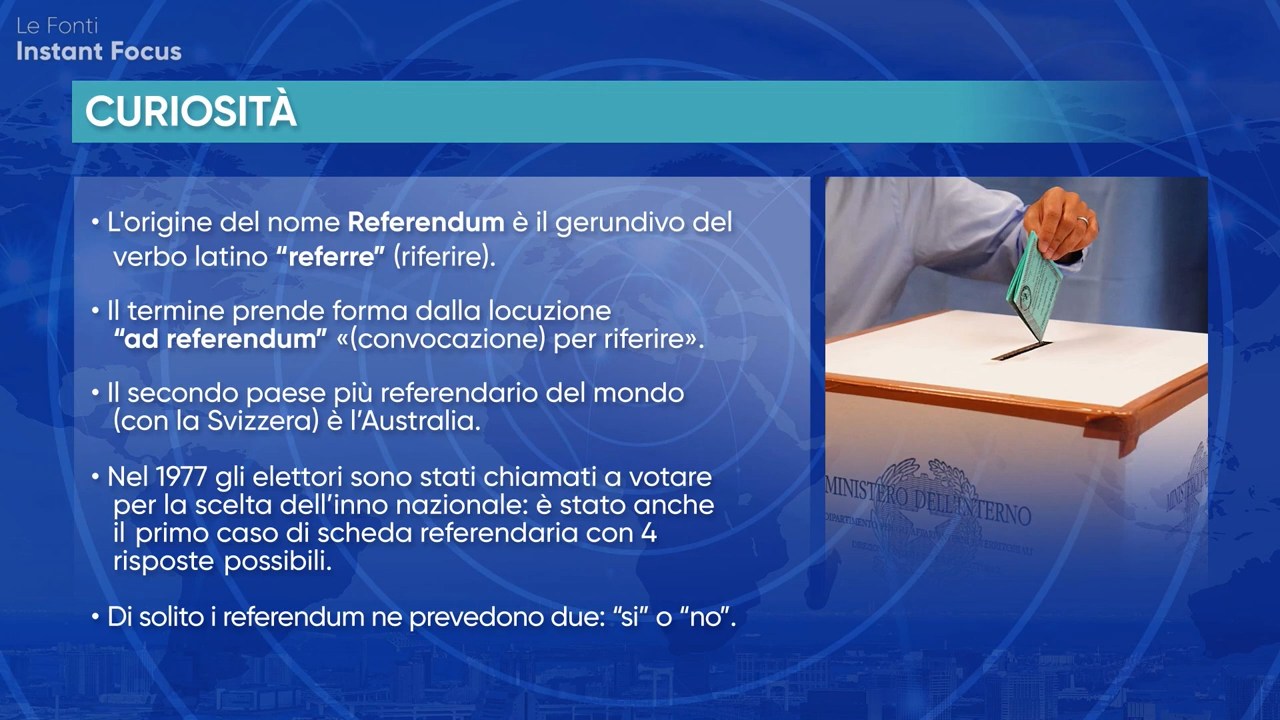 Le Fonti
Instant Focus
CURIOSITÀ
• L'origine del nome Referendum è il gerundivo del
verbo latino “referre” (riferire).
• Il termine prende forma dalla locuzione
“ad referendum” «(convocazione) per riferire».
• Il secondo paese più referendario del mondo
(con la Svizzera) è l’Australia.
• Nel 1977 gli elettori sono stati chiamati a votare
per la scelta dell’inno nazionale: è stato anche
il primo caso di scheda referendaria con 4
risposte possibili.
• Di solito i referendum ne prevedono due: “si” o “no”.
MINISTERO DELL'INTERNO